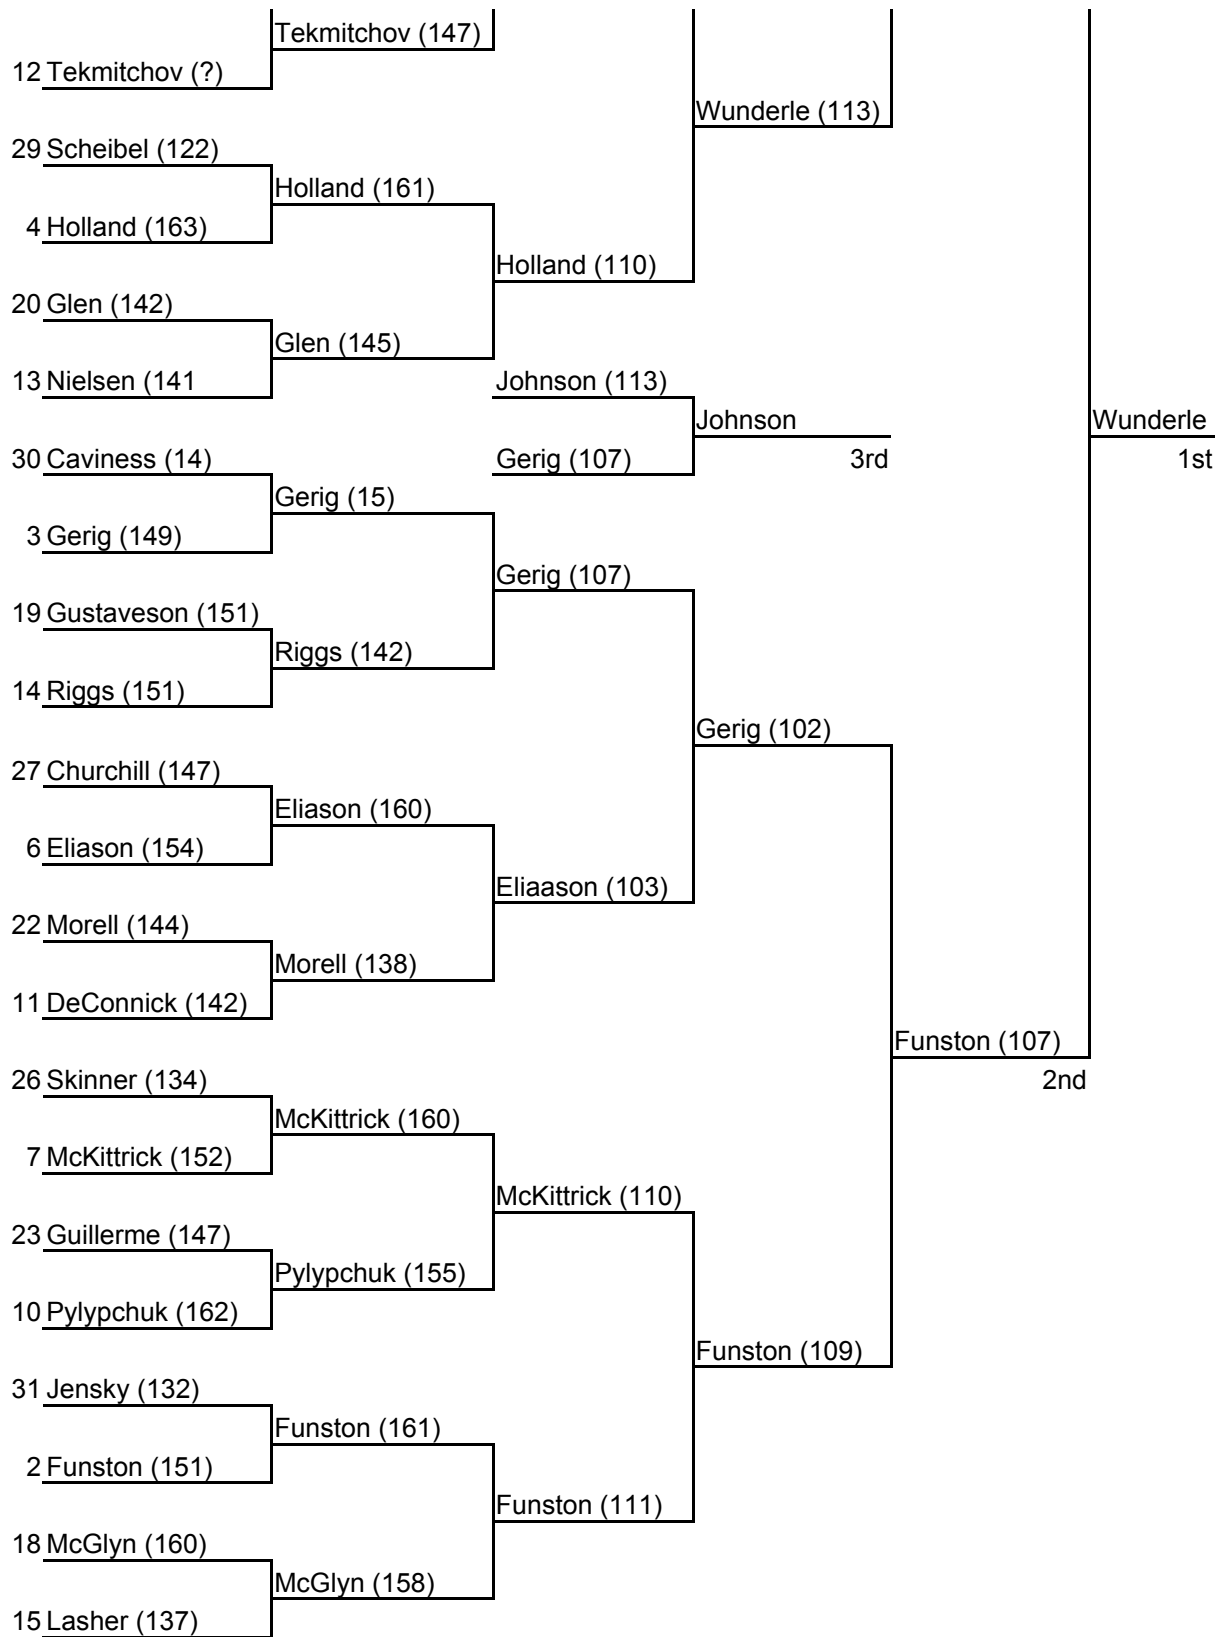 Tekmitchov (147)
12 Tekmitchov (?)
Wunderle (113)
29 Scheibel (122)
Holland (161)
4 Holland (163)
Holland (110)
20 Glen (142)
Glen (145)
13 Nielsen (141
Johnson (113)
Johnson
Wunderle
30 Caviness (14)
Gerig (107)
3rd
1st
Gerig (15)
3 Gerig (149)
Gerig (107)
19 Gustaveson (151)
Riggs (142)
14 Riggs (151)
Gerig (102)
27 Churchill (147)
Eliason (160)
6 Eliason (154)
Eliaason (103)
22 Morell (144)
Morell (138)
11 DeConnick (142)
Funston (107)
26 Skinner (134)
2nd
McKittrick (160)
7 McKittrick (152)
McKittrick (110)
23 Guillerme (147)
Pylypchuk (155)
10 Pylypchuk (162)
Funston (109)
31 Jensky (132)
Funston (161)
2 Funston (151)
Funston (111)
18 McGlyn (160)
McGlyn (158)
15 Lasher (137)